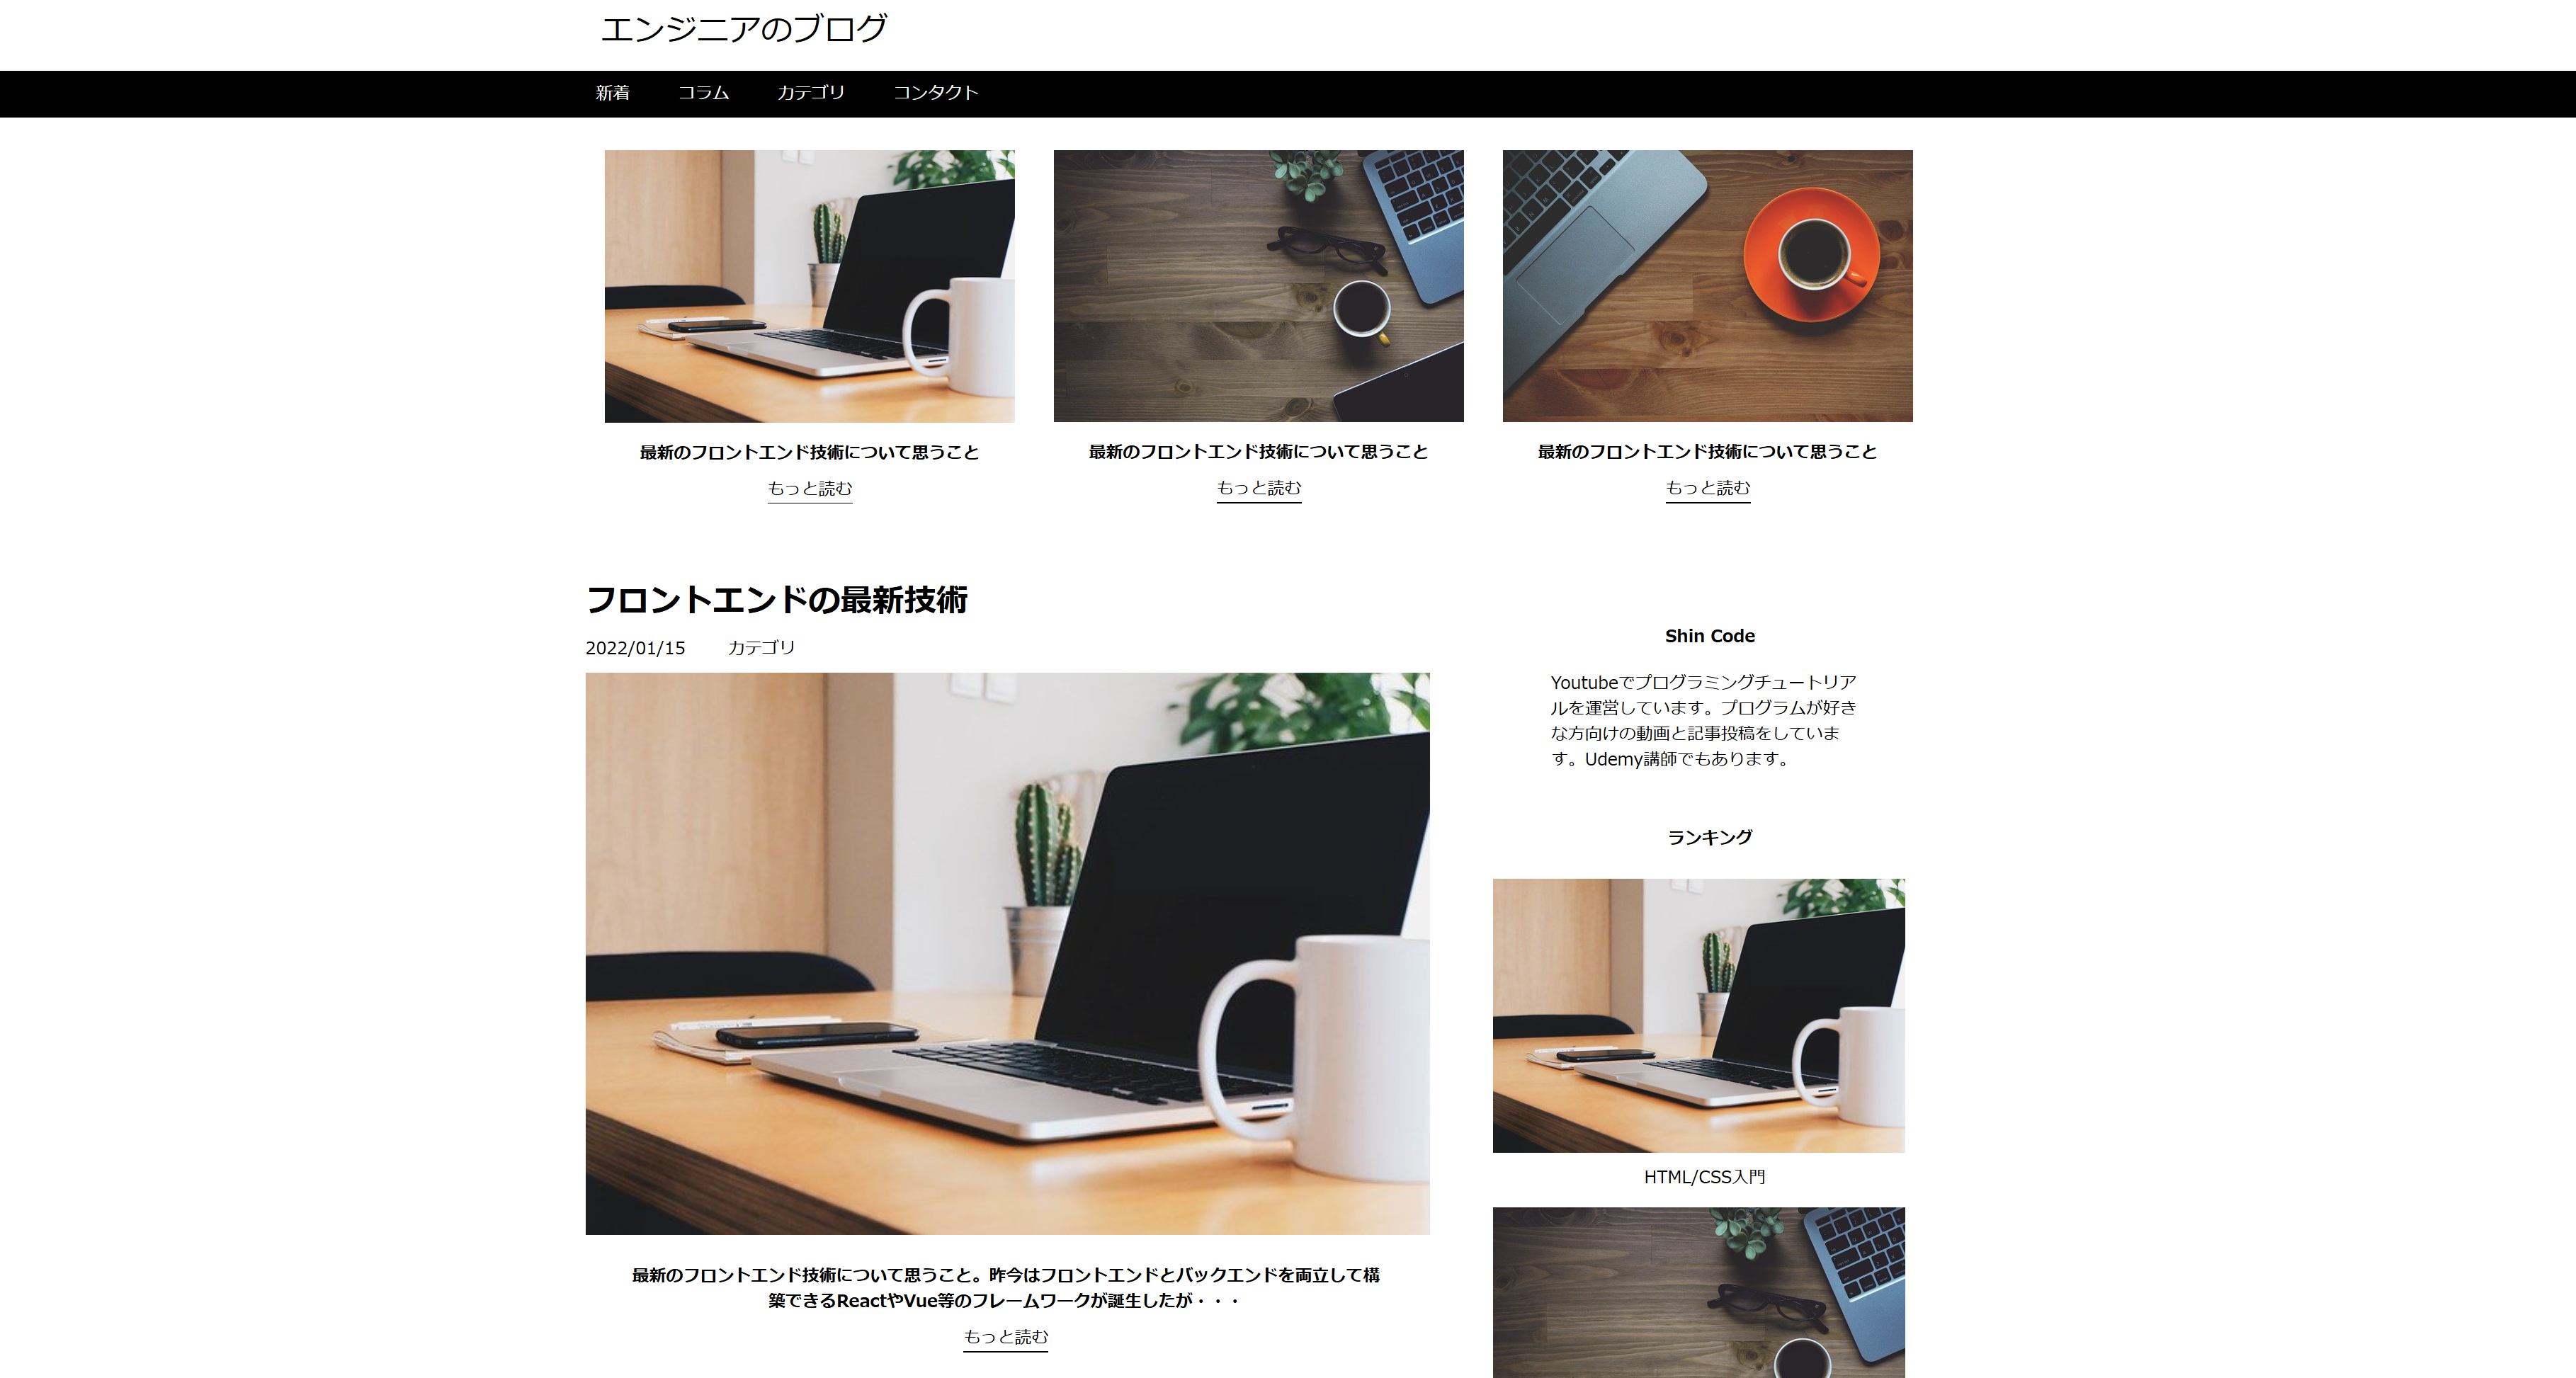 エンジニアのブログ
新着 コラム カテゴリ コンタクト
最新のフロントエンド技術について思うこと
もっと読む
最新のフロントエンド技術について思うこと
もっと読む
最新のフロントエンド技術について思うこと
もっと読む
フロントエンドの最新技術
2022/01/15 カテゴリ
最新のフロントエンド技術について思うこと。昨今はフロントエンドとバックエンドを両立して構
築できるReactやVue等のフレームワークが誕生したが・・・
もっと読む
Shin Code
Youtubeでプログラミングチュートリア
ルを運営しています。プログラムが好き
な方向けの動画と記事投稿をしていま
す。Udemy講師でもあります。
ランキング
HTML/CSS入門